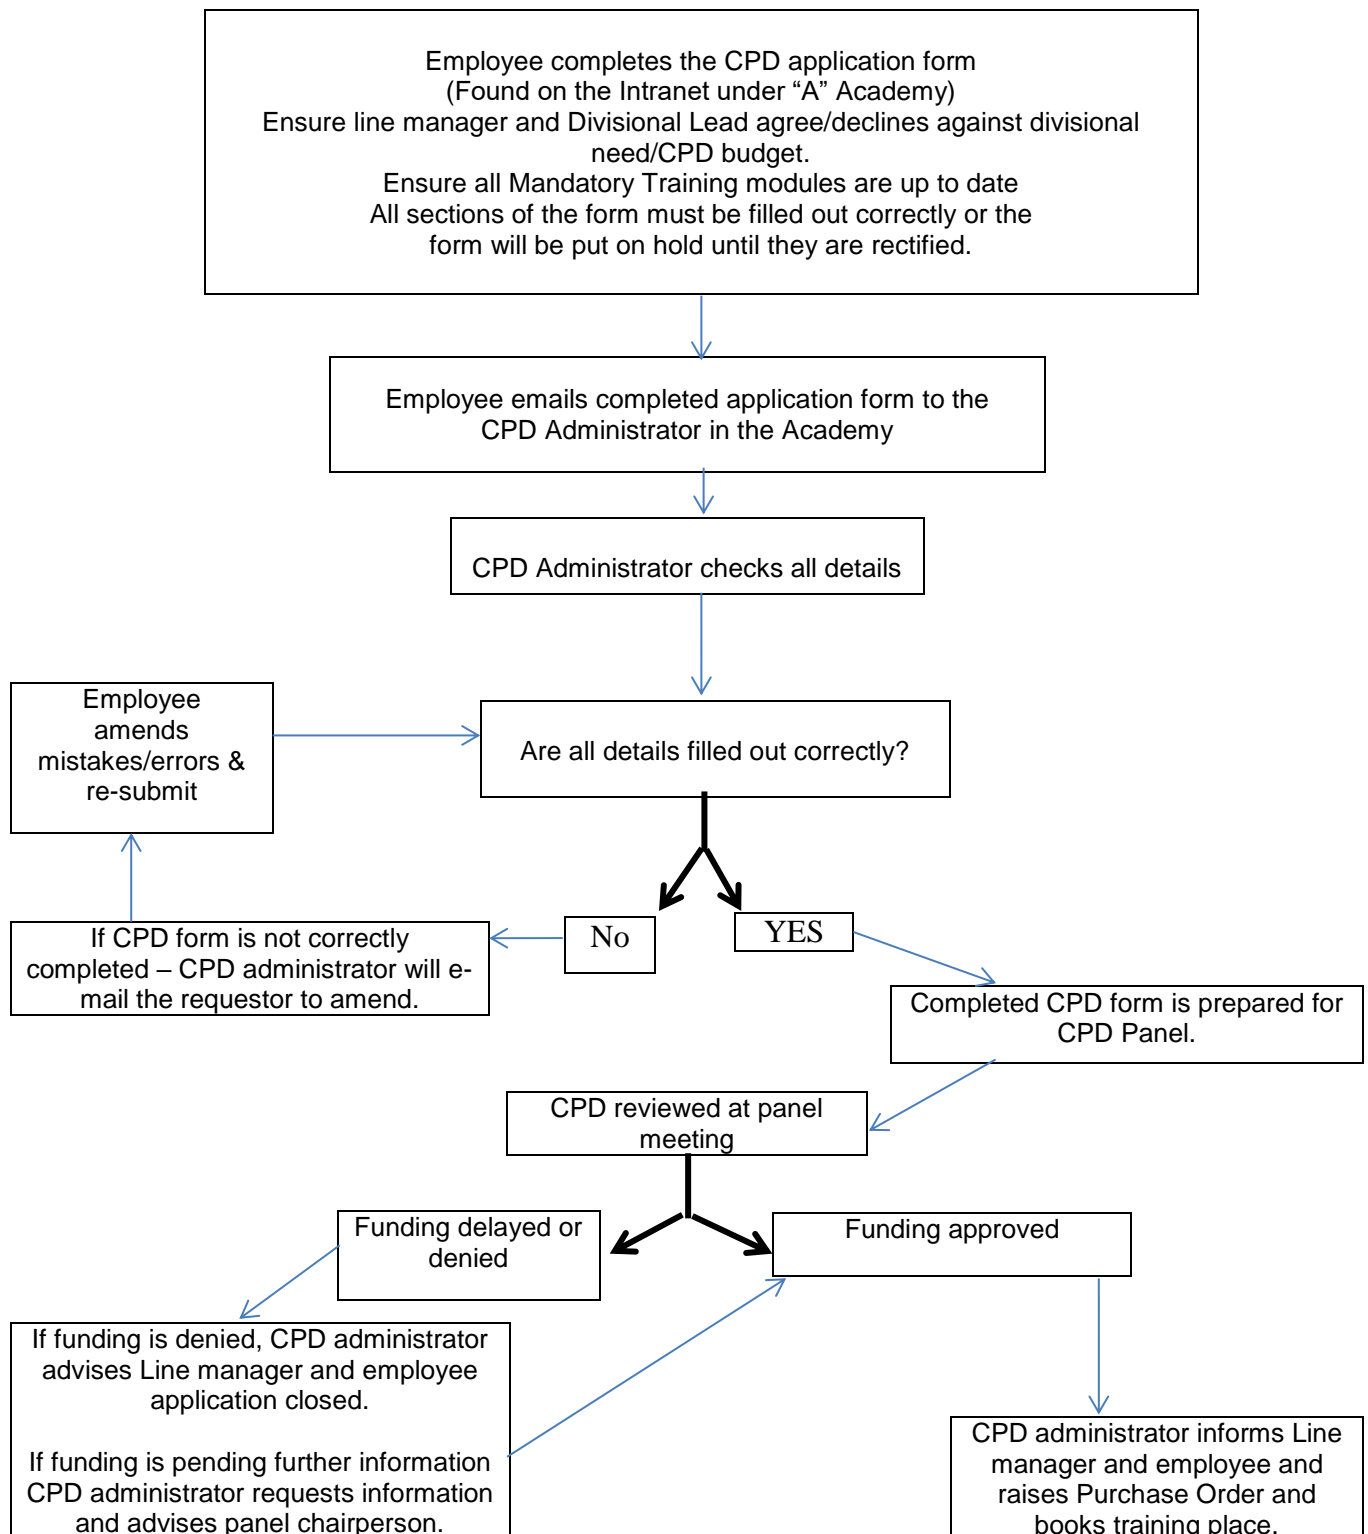 Employee completes the CPD application form
(Found on the Intranet under “A” Academy)
Ensure line manager and Divisional Lead agree/declines against divisional
need/CPD budget.
Ensure all Mandatory Training modules are up to date
All sections of the form must be filled out correctly or the
form will be put on hold until they are rectified.
Employee emails completed application form to the
CPD Administrator in the Academy
CPD Administrator checks all details
Employee
amends
mistakes/errors &
re-submit
Are all details filled out correctly?
If CPD form is not correctly
completed – CPD administrator will e-
mail the requestor to amend.
No
YES
Completed CPD form is prepared for
CPD Panel.
CPD reviewed at panel
meeting
Funding delayed or
denied
Funding approved
If funding is denied, CPD administrator
advises Line manager and employee
application closed.
If funding is pending further information
CPD administrator requests information
and advises panel chairperson.
CPD administrator informs Line
manager and employee and
raises Purchase Order and
books training place.